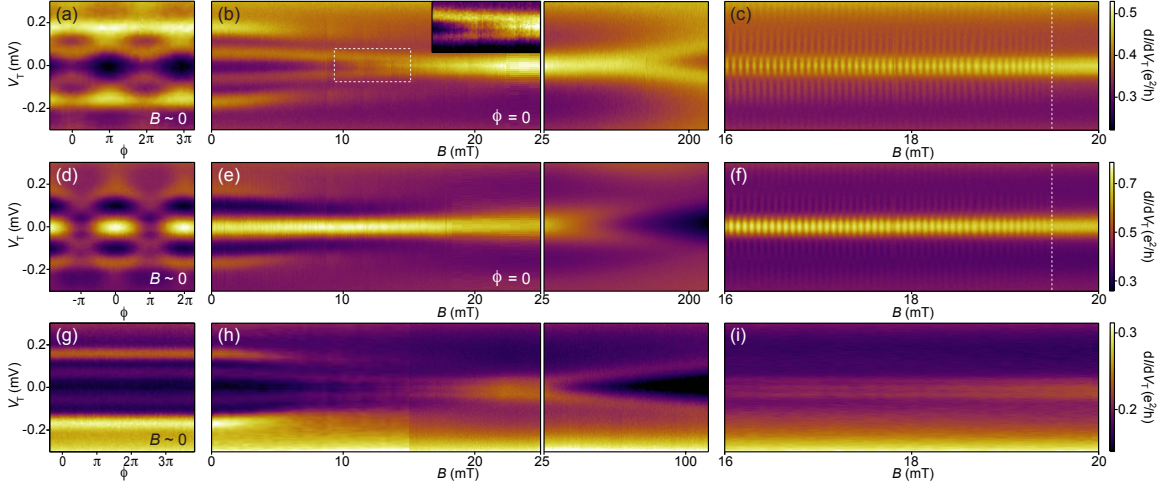 (a)
(b)
(c)
V_T (mV)
0.2
0.0
-0.2
B ~ 0
ϕ = 0
0
π
2π
3π
ϕ
0
10
20
25
200
B (mT)
B (mT)
16
18
20
B (mT)
0.5
0.4
0.3
dI/dV_T (e²/h)
(d)
(e)
(f)
V_T (mV)
0.2
0.0
-0.2
B ~ 0
ϕ = 0
-π
0
π
2π
ϕ
0
10
20
25
200
B (mT)
B (mT)
16
18
20
B (mT)
0.7
0.5
0.3
dI/dV_T (e²/h)
(g)
(h)
(i)
V_T (mV)
0.2
0.0
-0.2
B ~ 0
0
π
2π
3π
ϕ
0
10
20
25
100
B (mT)
B (mT)
16
18
20
B (mT)
0.3
0.2
dI/dV_T (e²/h)